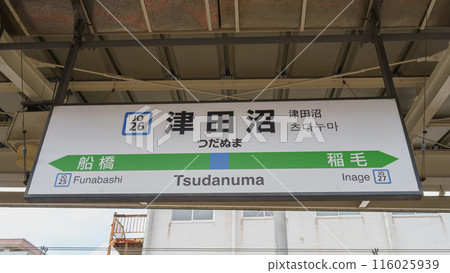 JO
26
津田沼
つだぬま
津田沼
츠다누마
船橋
稲毛
JO
25
Funabashi
Tsudanuma
Inage
JO
27
116025939